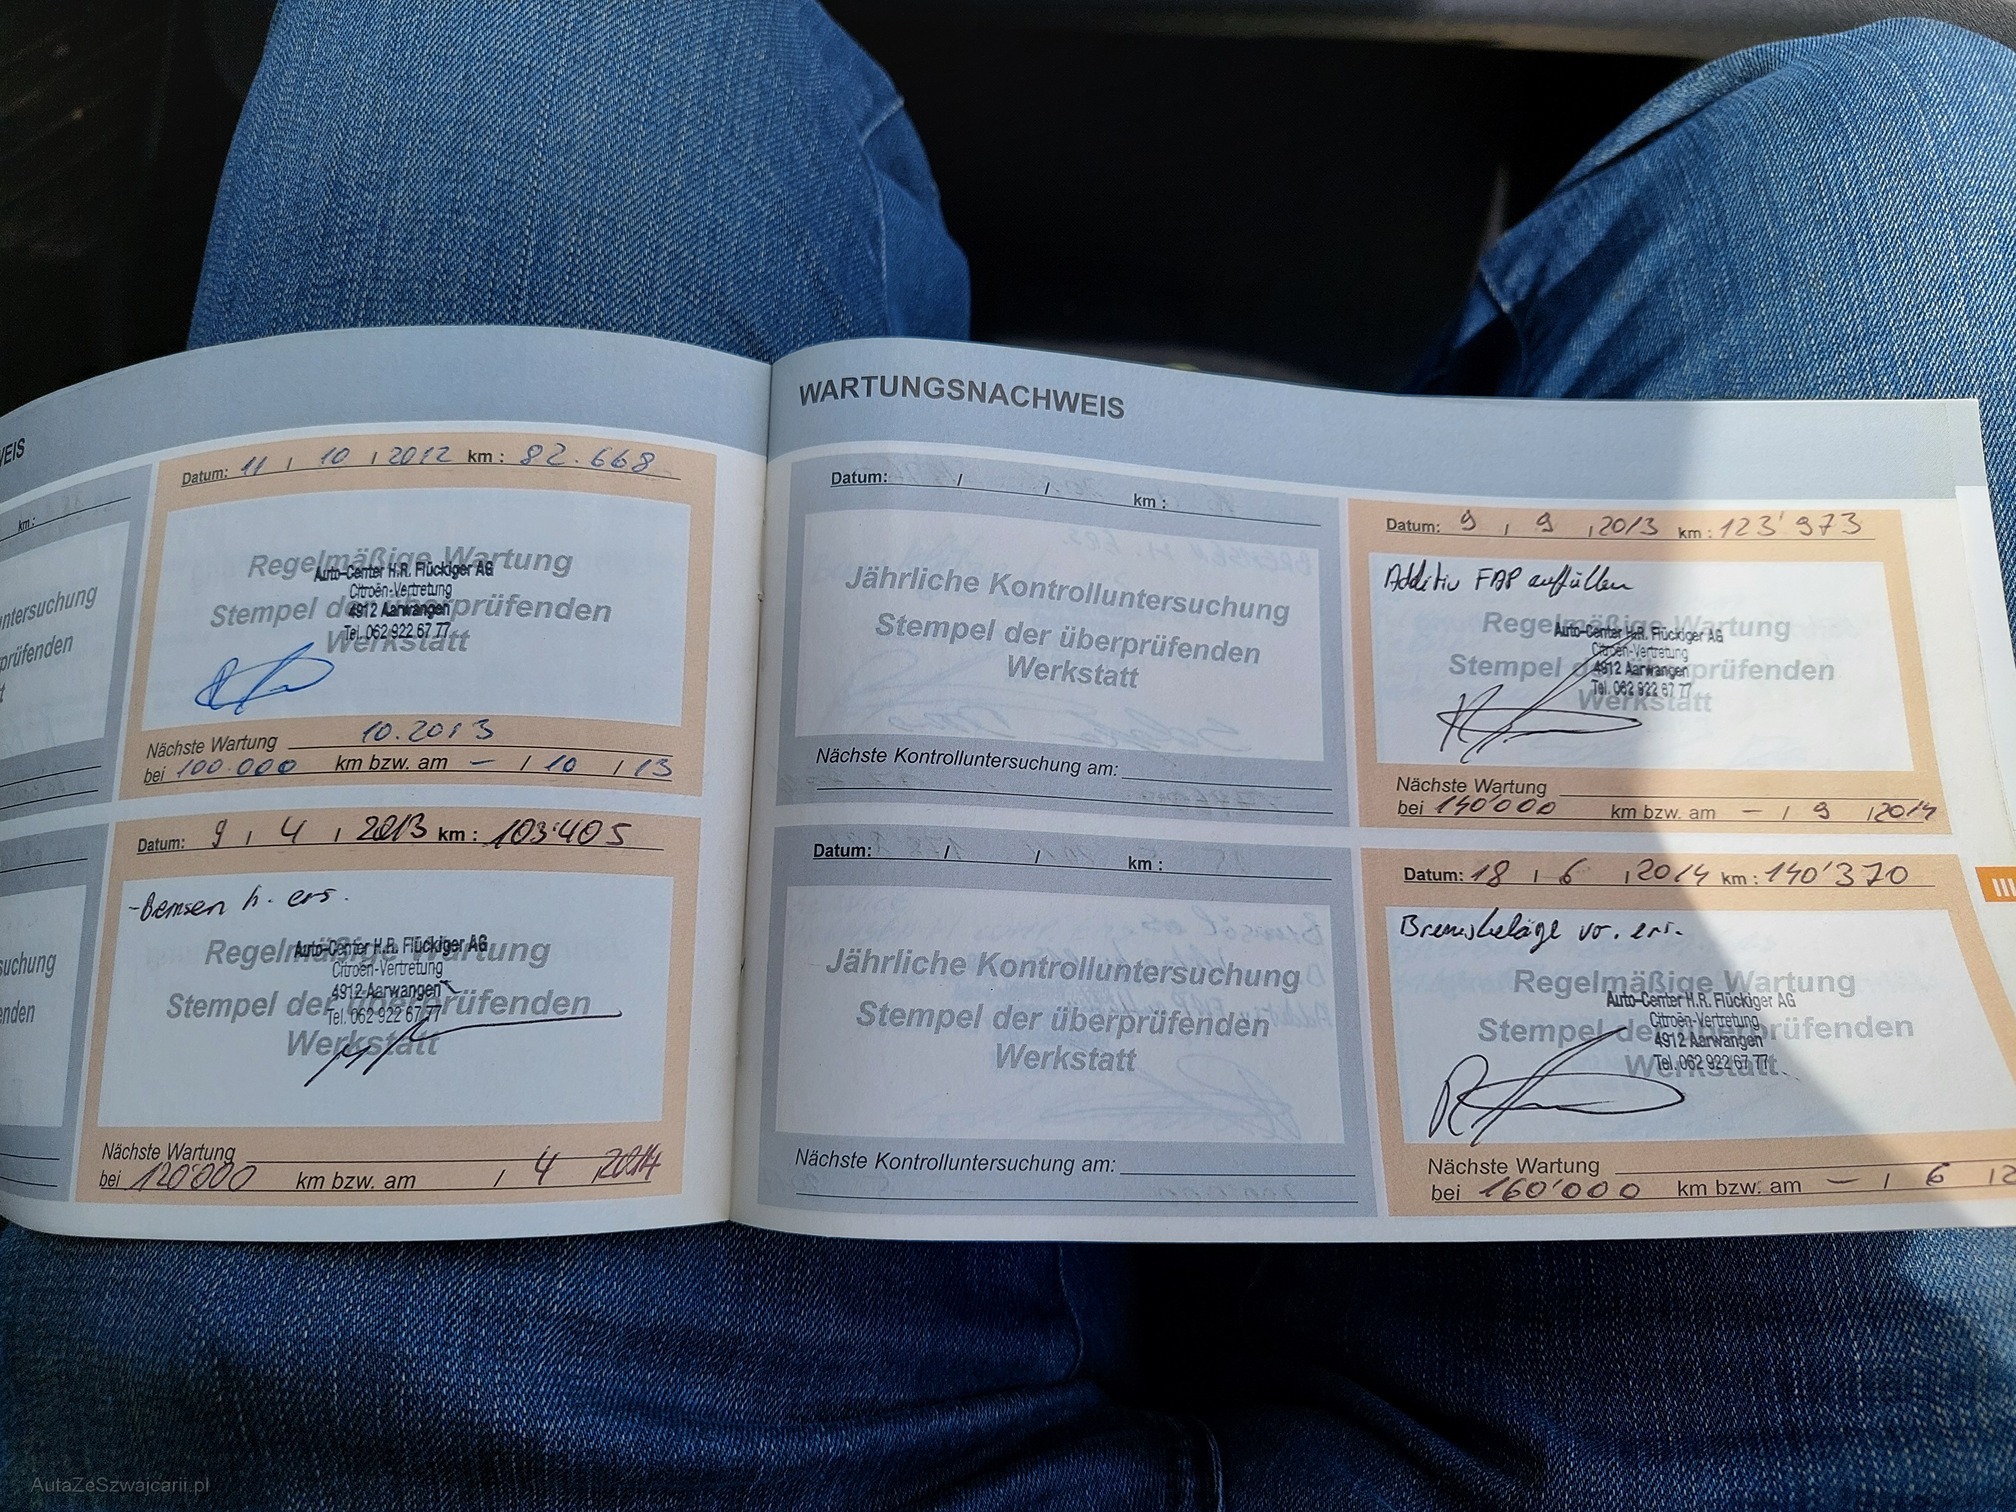 VEIS
km :
untersuchung
prüfenden
t
uchung
enden
Datum: 11 / 10 / 2012 km : 82.668
Regelmäßige Wartung
Stempel der überprüfenden
Werkstatt
Auto-Center H.R. Flückiger AG
Citroën-Vertretung
4912 Aarwangen
Tel. 062 922 67 77
Nächste Wartung 10.2013
bei 100.000 km bzw. am - / 10 / 13
Datum: 9 / 4 / 2013 km : 103'405
-Bemsen h. ers.
Regelmäßige Wartung
Stempel der überprüfenden
Werkstatt
Auto-Center H.R. Flückiger AG
Citroën-Vertretung
4912 Aarwangen
Tel. 062 922 67 77
Nächste Wartung
bei 120'000 km bzw. am / 4 2014
WARTUNGSNACHWEIS
Datum: / / km :
Jährliche Kontrolluntersuchung
Stempel der überprüfenden
Werkstatt
Nächste Kontrolluntersuchung am:
Datum: / / km :
Jährliche Kontrolluntersuchung
Stempel der überprüfenden
Werkstatt
Nächste Kontrolluntersuchung am:
Datum: 9 / 9 / 2013 km : 123'973
Additiv FAP auffüllen
Regelmäßige Wartung
Stempel der überprüfenden
Werkstatt
Auto-Center H.R. Flückiger AG
Citroën-Vertretung
4912 Aarwangen
Tel. 062 922 67 77
Nächste Wartung
bei 140'000 km bzw. am - / 9 / 2014
Datum: 18 / 6 / 2014 km : 140'370
Bremsbeläge vo. ers.
Regelmäßige Wartung
Stempel der überprüfenden
Werkstatt
Auto-Center H.R. Flückiger AG
Citroën-Vertretung
4912 Aarwangen
Tel. 062 922 67 77
Nächste Wartung
bei 160'000 km bzw. am - / 6 12
III
AutaZeSzwajcarii.pl